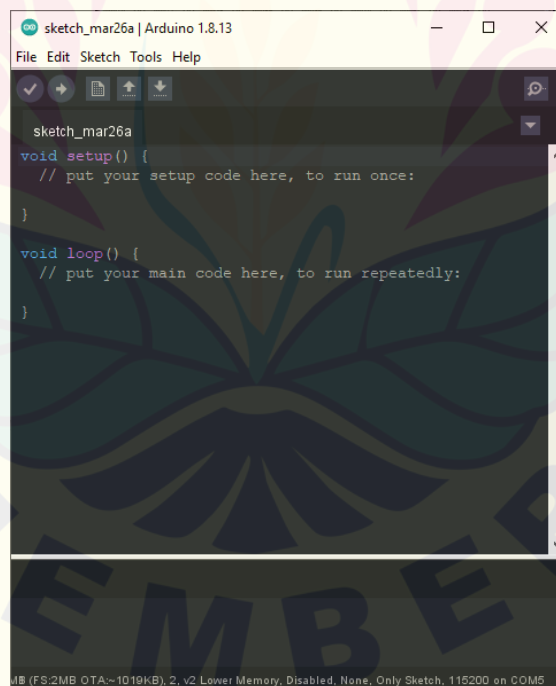 sketch_mar26a | Arduino 1.8.13
File Edit Sketch Tools Help
sketch_mar26a
void setup() {
// put your setup code here, to run once:
}
void loop() {
// put your main code here, to run repeatedly:
}
EMBER
(FS:2MB OTA:~1019KB), 2, v2 Lower Memory, Disabled, None, Only Sketch, 115200 on COM5